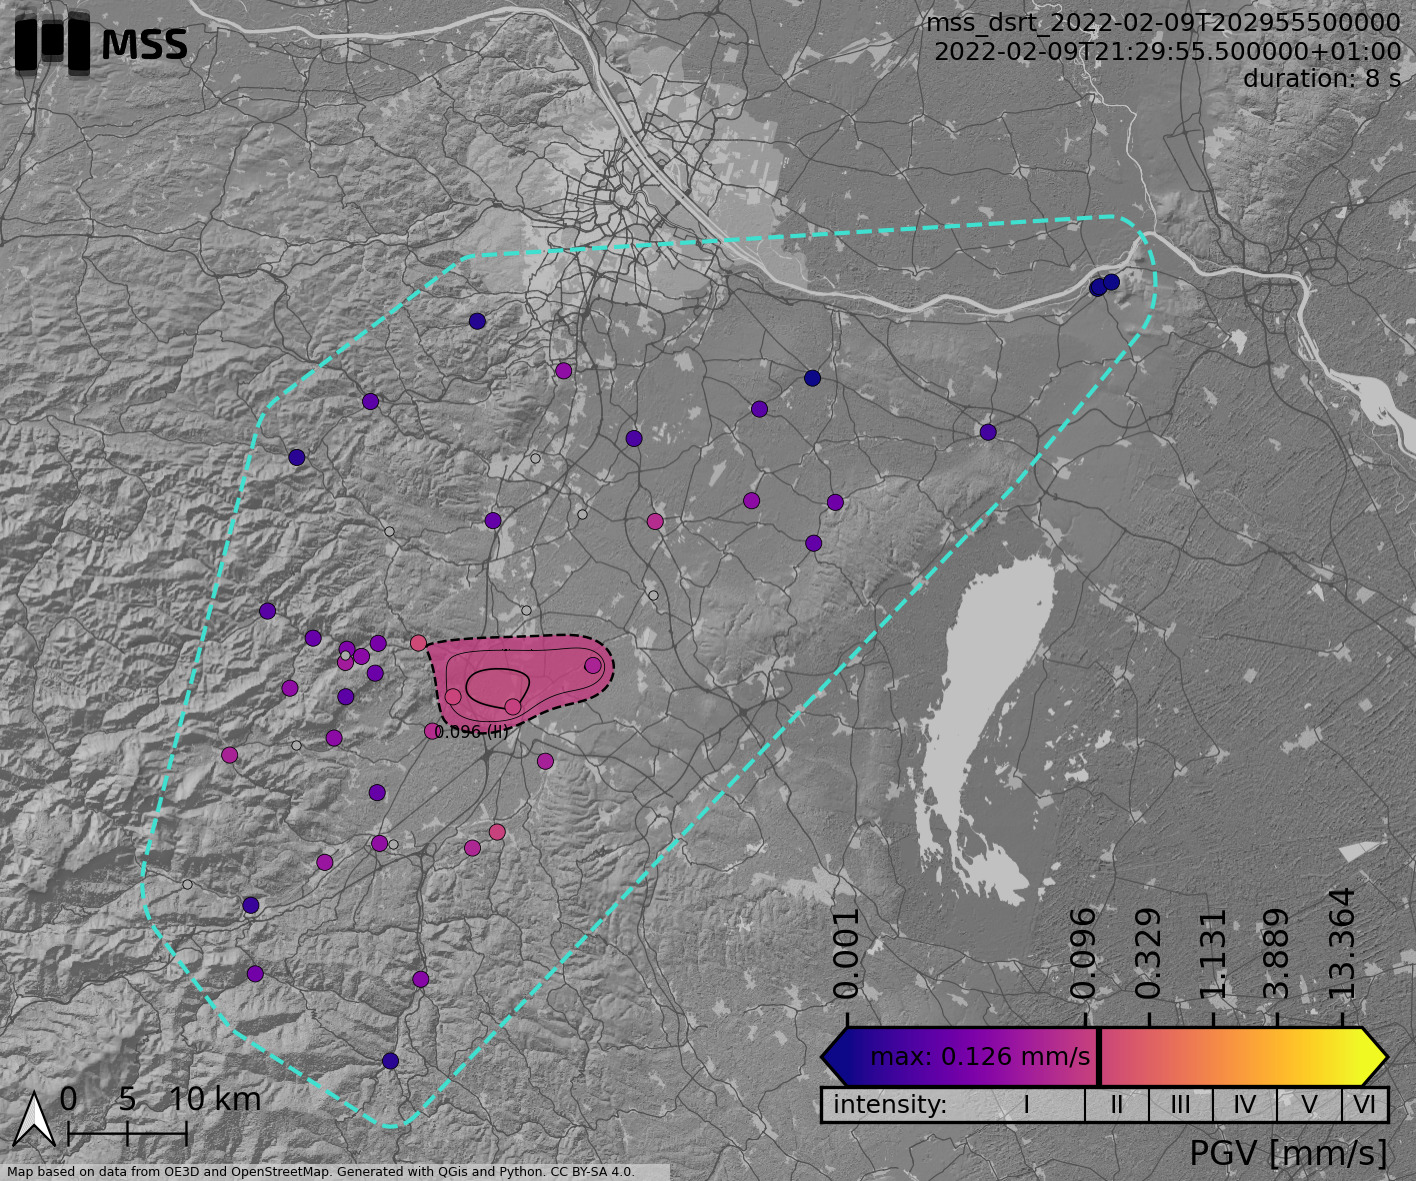 MSS
mss_dsrt_2022-02-09T202955500000
2022-02-09T21:29:55.500000+01:00
duration: 8 s
0.096 (II)
0.001
0.096
0.329
1.131
3.889
13.364
max: 0.126 mm/s
intensity: I II III IV V VI
PGV [mm/s]
0 5 10 km
Map based on data from OE3D and OpenStreetMap. Generated with QGis and Python. CC BY-SA 4.0.